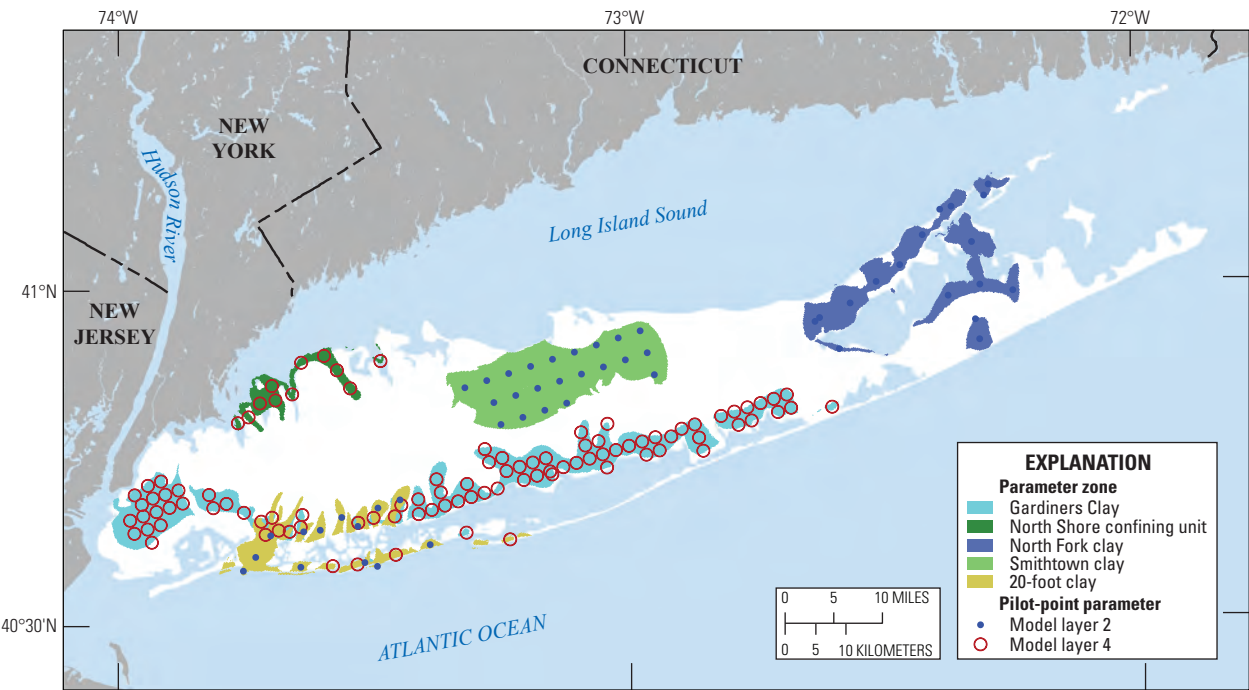 74°W
73°W
72°W
CONNECTICUT
NEW
YORK
Hudson River
Long Island Sound
41°N
NEW
JERSEY
40°30'N
ATLANTIC OCEAN
0 5 10 MILES
0 5 10 KILOMETERS
EXPLANATION
Parameter zone
Gardiners Clay
North Shore confining unit
North Fork clay
Smithtown clay
20-foot clay
Pilot-point parameter
Model layer 2
Model layer 4